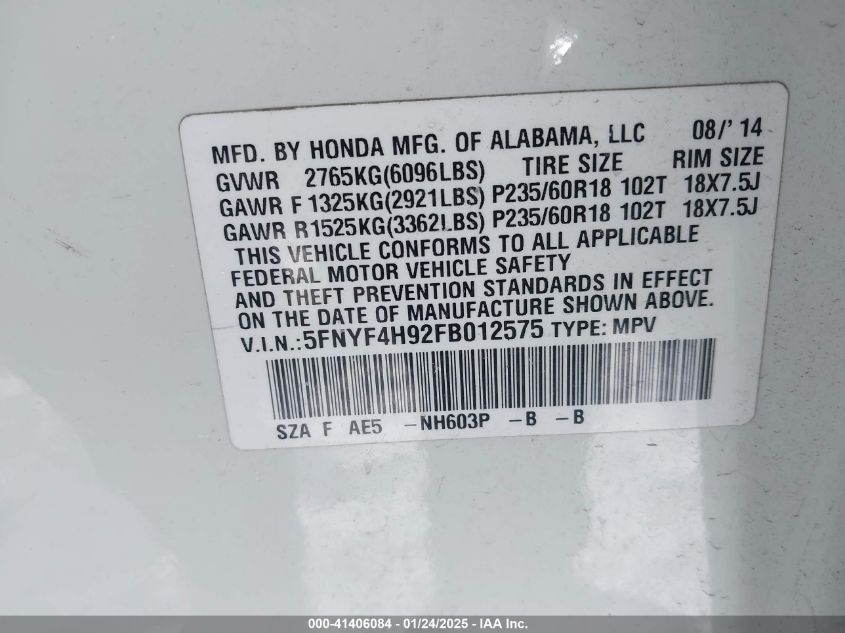 MFD. BY HONDA MFG. OF ALABAMA, LLC 08/' 14
GVWR 2765KG(6096LBS) TIRE SIZE RIM SIZE
GAWR F 1325KG(2921LBS) P235/60R18 102T 18X7.5J
GAWR R1525KG(3362LBS) P235/60R18 102T 18X7.5J
THIS VEHICLE CONFORMS TO ALL APPLICABLE
FEDERAL MOTOR VEHICLE SAFETY
AND THEFT PREVENTION STANDARDS IN EFFECT
ON THE DATE OF MANUFACTURE SHOWN ABOVE.
V.I.N.:5FNYF4H92FB012575 TYPE: MPV
SZA F AE5 -NH603P -B -B
000-41406084 - 01/24/2025 - VEHICLE STORE